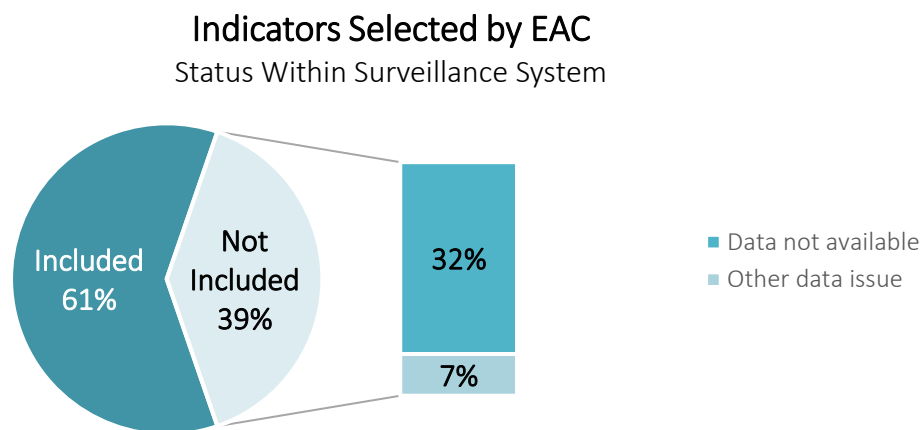 Indicators Selected by EAC
Status Within Surveillance System
Included
61%
Not
Included
39%
32%
7%
Data not available
Other data issue